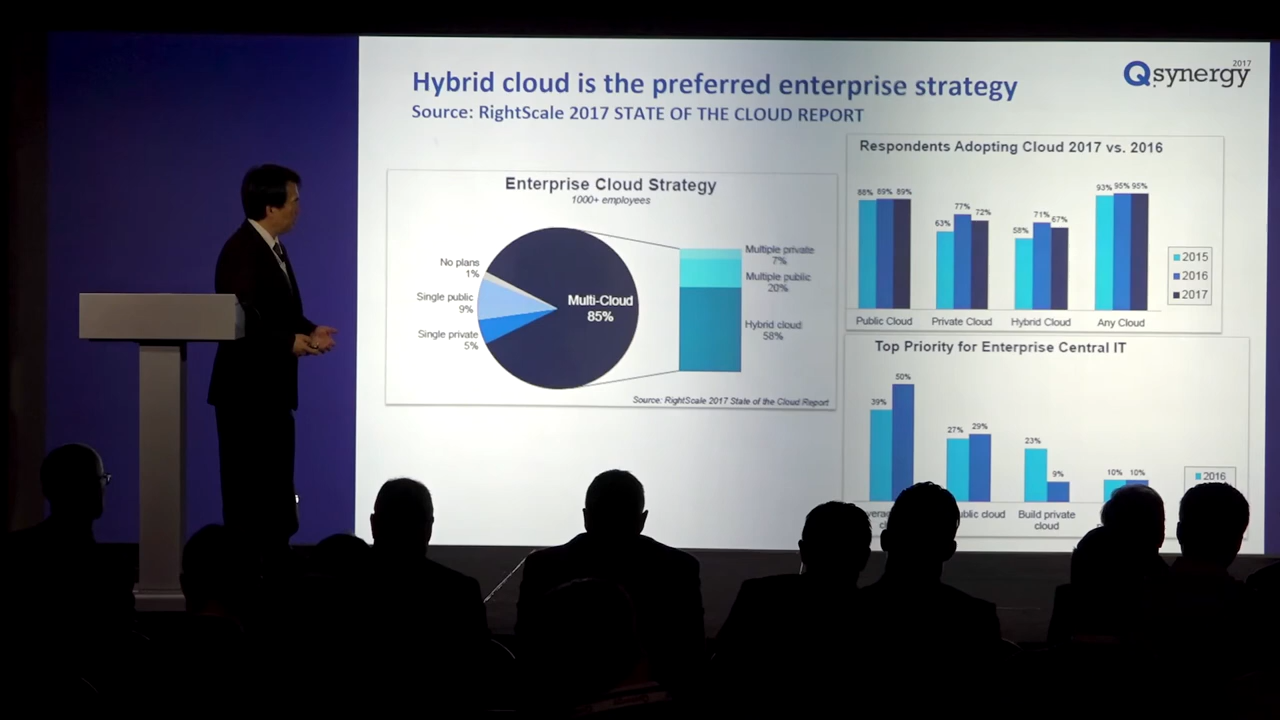 Hybrid cloud is the preferred enterprise strategy
Source: RightScale 2017 STATE OF THE CLOUD REPORT
Qsynergy
2017
Enterprise Cloud Strategy
1000+ employees
No plans
1%
Single public
9%
Single private
5%
Multi-Cloud
85%
Multiple private
7%
Multiple public
20%
Hybrid cloud
58%
Source: RightScale 2017 State of the Cloud Report
Respondents Adopting Cloud 2017 vs. 2016
88% 89% 89%
63% 77% 72%
58% 71% 67%
93% 95% 95%
Public Cloud
Private Cloud
Hybrid Cloud
Any Cloud
2015
2016
2017
Top Priority for Enterprise Central IT
39% 50%
27% 29%
23% 9%
10% 10%
cloud
Build private
cloud
2016